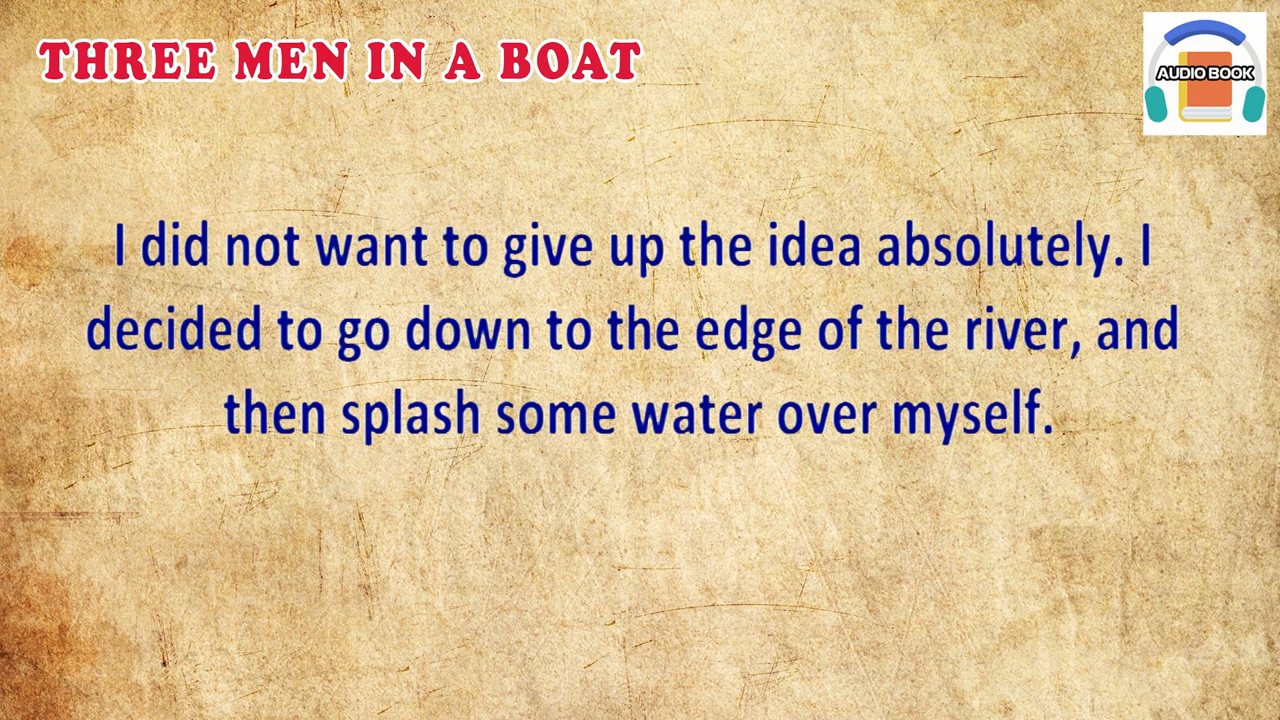 THREE MEN IN A BOAT
AUDIO BOOK
I did not want to give up the idea absolutely. I
decided to go down to the edge of the river, and
then splash some water over myself.